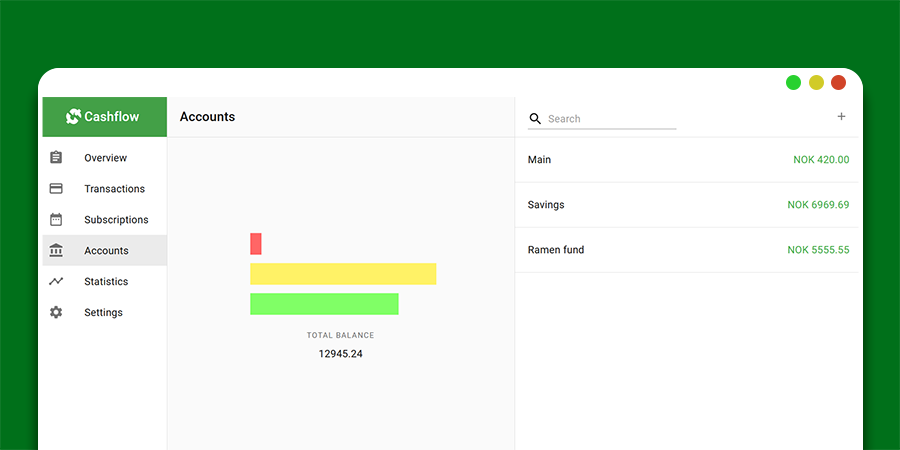 Cashflow
Overview
Transactions
Subscriptions
Accounts
Statistics
Settings
Accounts
TOTAL BALANCE
12945.24
Search
Main NOK 420.00
Savings NOK 6969.69
Ramen fund NOK 5555.55